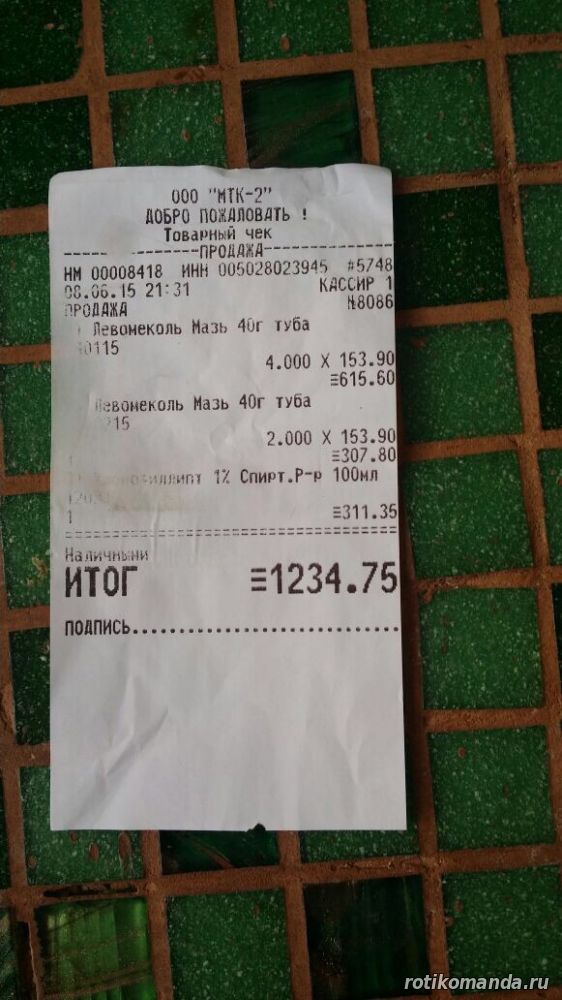 ООО "МТК-2"
ДОБРО ПОЖАЛОВАТЬ !
Товарный чек
ПРОДАЖА
НМ 00008418 ИНН 005028023945 #5748
08.06.15 21:31 КАССИР 1
ПРОДАЖА №8086
Левомеколь Мазь 40г туба
40115
4.000 X 153.90
≡615.60
Левомеколь Мазь 40г туба
4.000 X 153.90
≡307.80
1% Спирт.Р-р 100мл
1 ≡311.35
Наличными
ИТОГ ≡1234.75
ПОДПИСЬ..............................
rotikomanda.ru